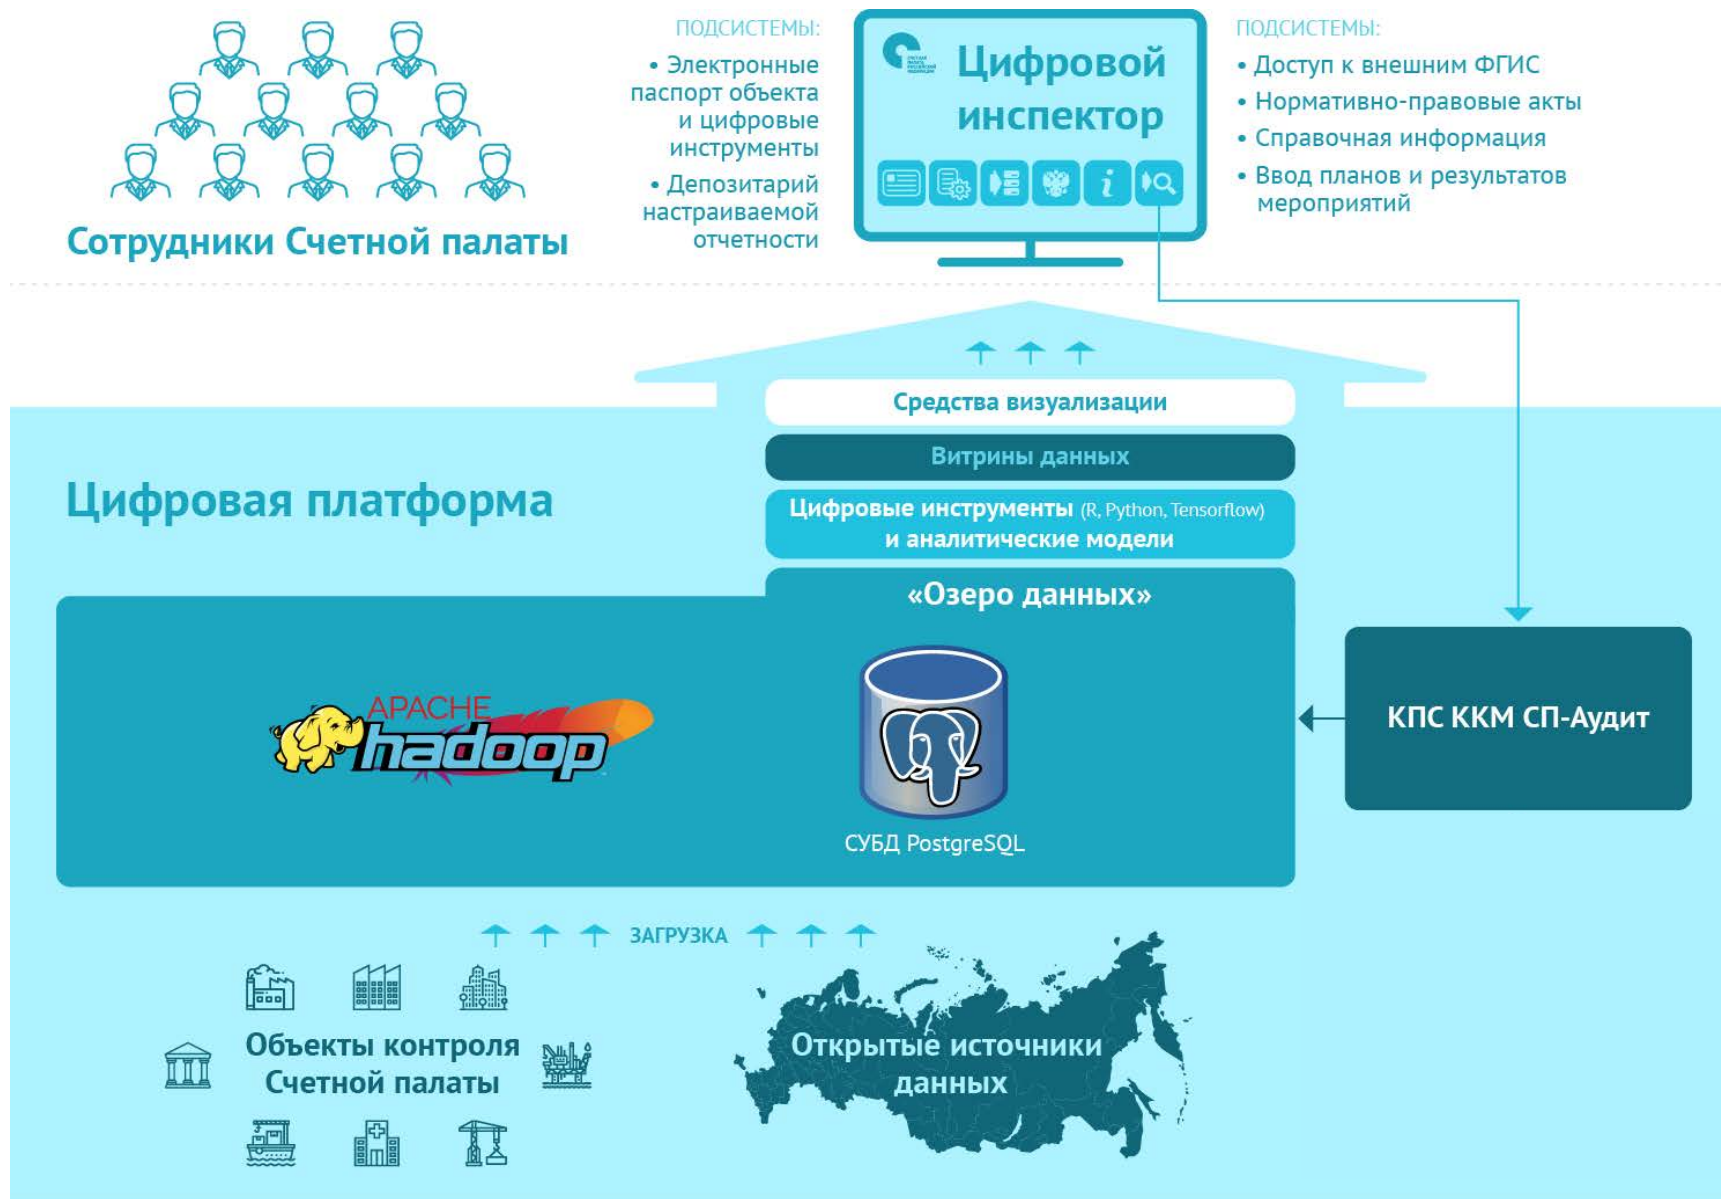 ПОДСИСТЕМЫ:
• Электронные
паспорт объекта
и цифровые
инструменты
• Депозитарий
настраиваемой
отчетности
Цифровой
инспектор
ПОДСИСТЕМЫ:
• Доступ к внешним ФГИС
• Нормативно-правовые акты
• Справочная информация
• Ввод планов и результатов
мероприятий
Сотрудники Счетной палаты
Средства визуализации
Витрины данных
Цифровая платформа
Цифровые инструменты (R, Python, Tensorflow)
и аналитические модели
«Озеро данных»
APACHE
hadoop
СУБД PostgreSQL
КПС ККМ СП-Аудит
ЗАГРУЗКА
Объекты контроля
Счетной палаты
Открытые источники
данных